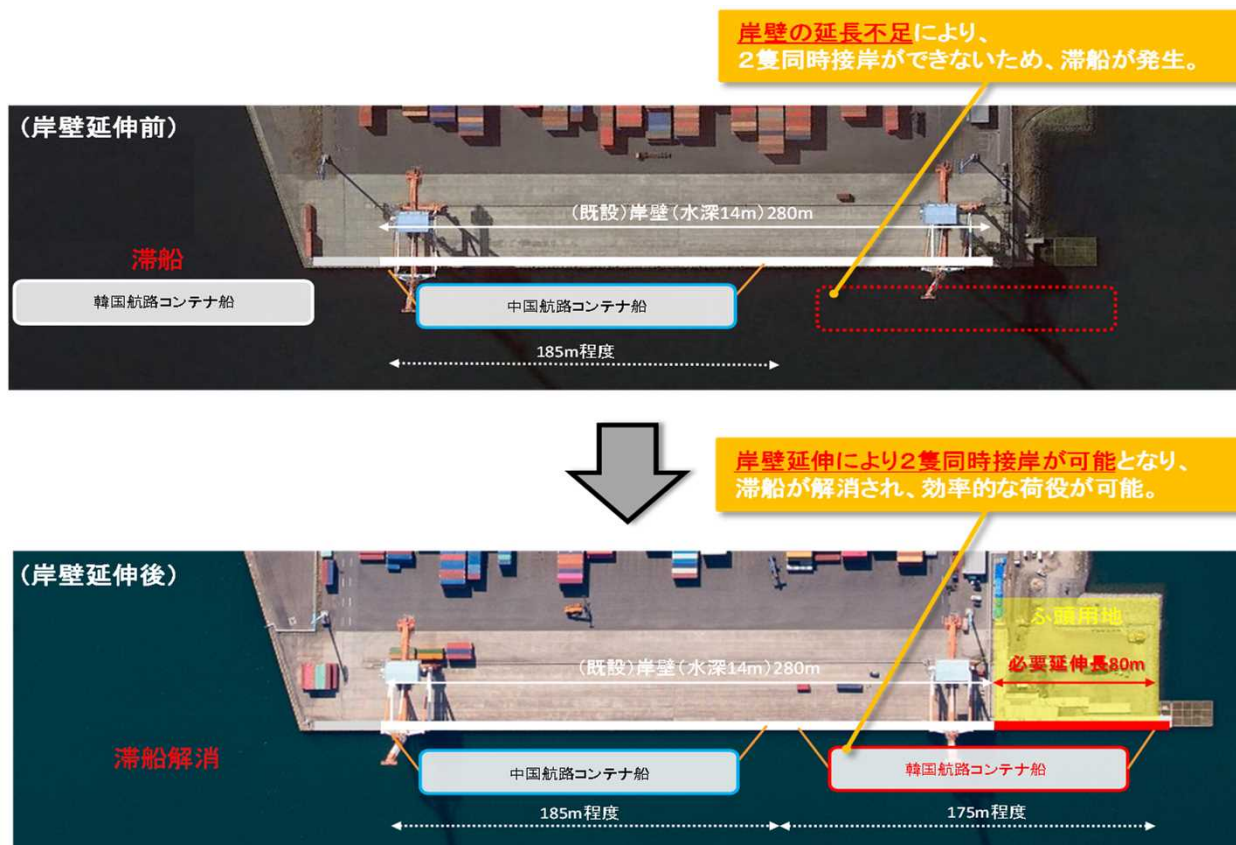 岸壁の延長不足により、
２隻同時接岸ができないため、滞船が発生。
(岸壁延伸前)
(既設)岸壁(水深14m)280m
滞船
韓国航路コンテナ船
中国航路コンテナ船
185m程度
岸壁延伸により２隻同時接岸が可能となり、
滞船が解消され、効率的な荷役が可能。
(岸壁延伸後)
ふ頭用地
(既設)岸壁(水深14m)280m
必要延伸長80m
滞船解消
中国航路コンテナ船
韓国航路コンテナ船
185m程度
175m程度